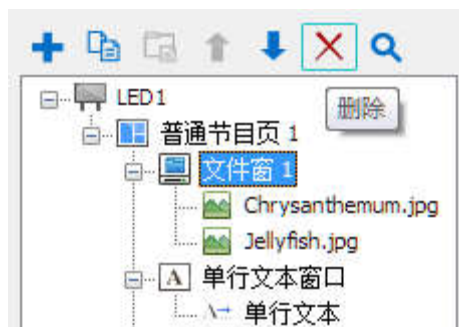 删除
LED1
普通节目页 1
文件窗 1
Chrysanthemum.jpg
Jellyfish.jpg
A 单行文本窗口
A 单行文本